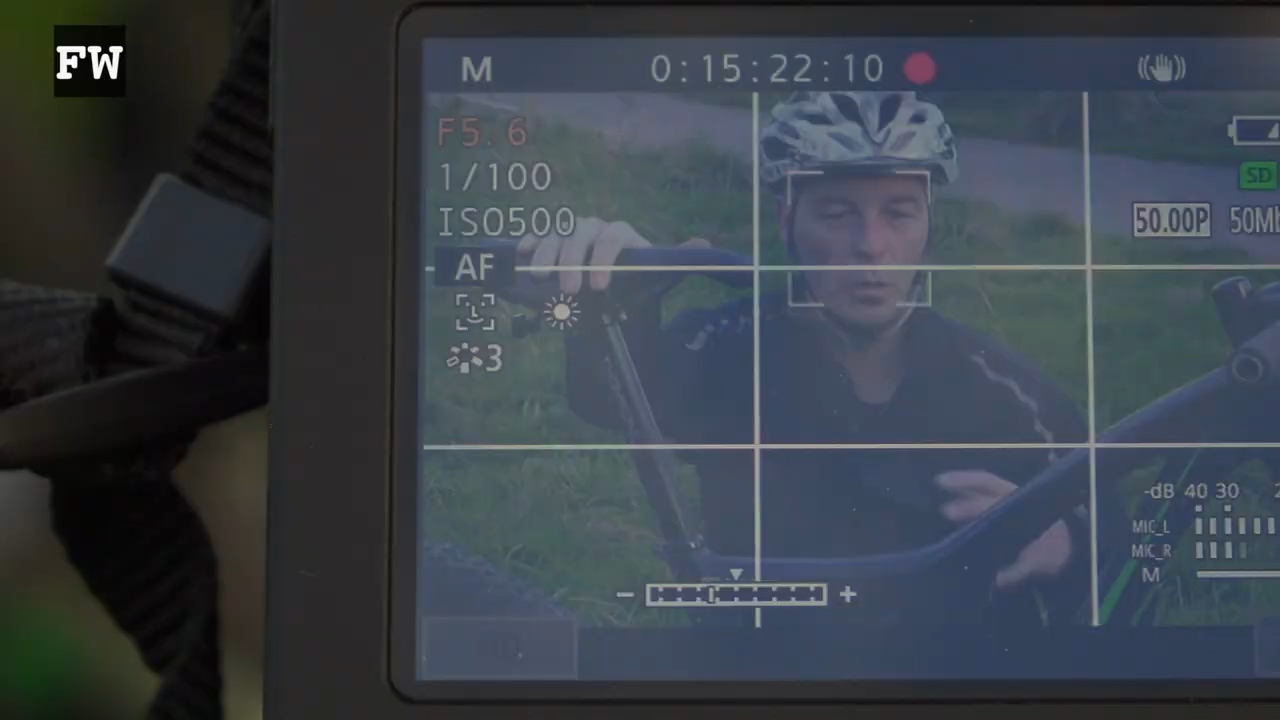 FW
M 0:15:22:10
F5.6
1/100
ISO500
AF
3
SD
50.00P
-dB 40 30
MIC_L
MIC_R
M
− +